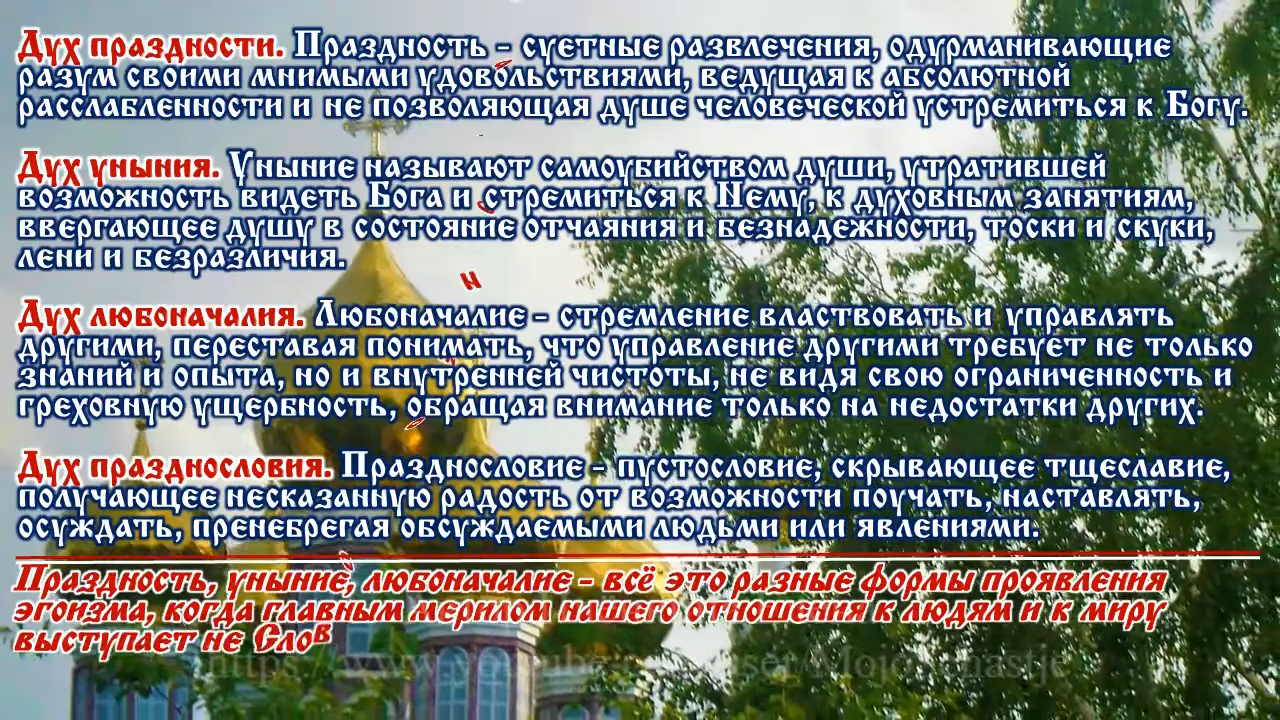 Дух праздности. Праздность - суетные развлечения, одурманивающие
разум своими мнимыми удовольствиями, ведущая к абсолютной
расслабленности и не позволяющая душе человеческой устремиться к Богу.
Дух уныния. Уныние называют самоубийством души, утратившей
возможность видеть Бога и стремиться к Нему, к духовным занятиям,
ввергающее душу в состояние отчаяния и безнадежности, тоски и скуки,
лени и безразличия.
Дух любоначалия. Любоначалие - стремление властвовать и управлять
другими, переставая понимать, что управление другими требует не только
знаний и опыта, но и внутренней чистоты, не видя свою ограниченность и
греховную ущербность, обращая внимание только на недостатки других.
Дух празднословия. Празднословие - пустословие, скрывающее тщеславие,
получающее несказанную радость от возможности поучать, наставлять,
осуждать, пренебрегая обсуждаемыми людьми или явлениями.
Праздность, уныние, любоначалие - всё это разные формы проявления
эгоизма, когда главным мерилом нашего отношения к людям и к миру
выступает не Слов
https://www.youtube